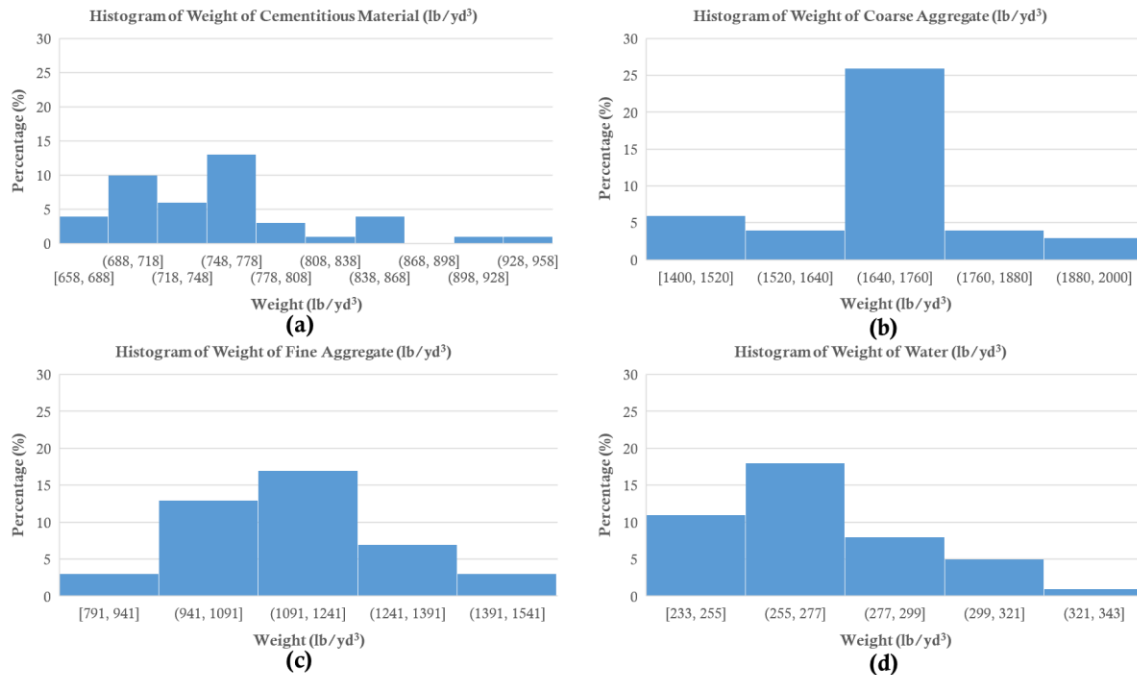 Histogram of Weight of Cementitious Material (lb/yd³)
30
25
20
15
10
5
0
Percentage (%)
(688, 718] (748, 778] (808, 838] (868, 898] (928, 958]
[658, 688] (718, 748] (778, 808] (838, 868] (898, 928]
Weight (lb/yd³)
(a)
Histogram of Weight of Coarse Aggregate (lb/yd³)
30
25
20
15
10
5
0
Percentage (%)
[1400, 1520] (1520, 1640] (1640, 1760] (1760, 1880] (1880, 2000]
Weight (lb/yd³)
(b)
Histogram of Weight of Fine Aggregate (lb/yd³)
30
25
20
15
10
5
0
Percentage (%)
[791, 941] (941, 1091] (1091, 1241] (1241, 1391] (1391, 1541]
Weight (lb/yd³)
(c)
Histogram of Weight of Water (lb/yd³)
30
25
20
15
10
5
0
Percentage (%)
[233, 255] (255, 277] (277, 299] (299, 321] (321, 343]
Weight (lb/yd³)
(d)